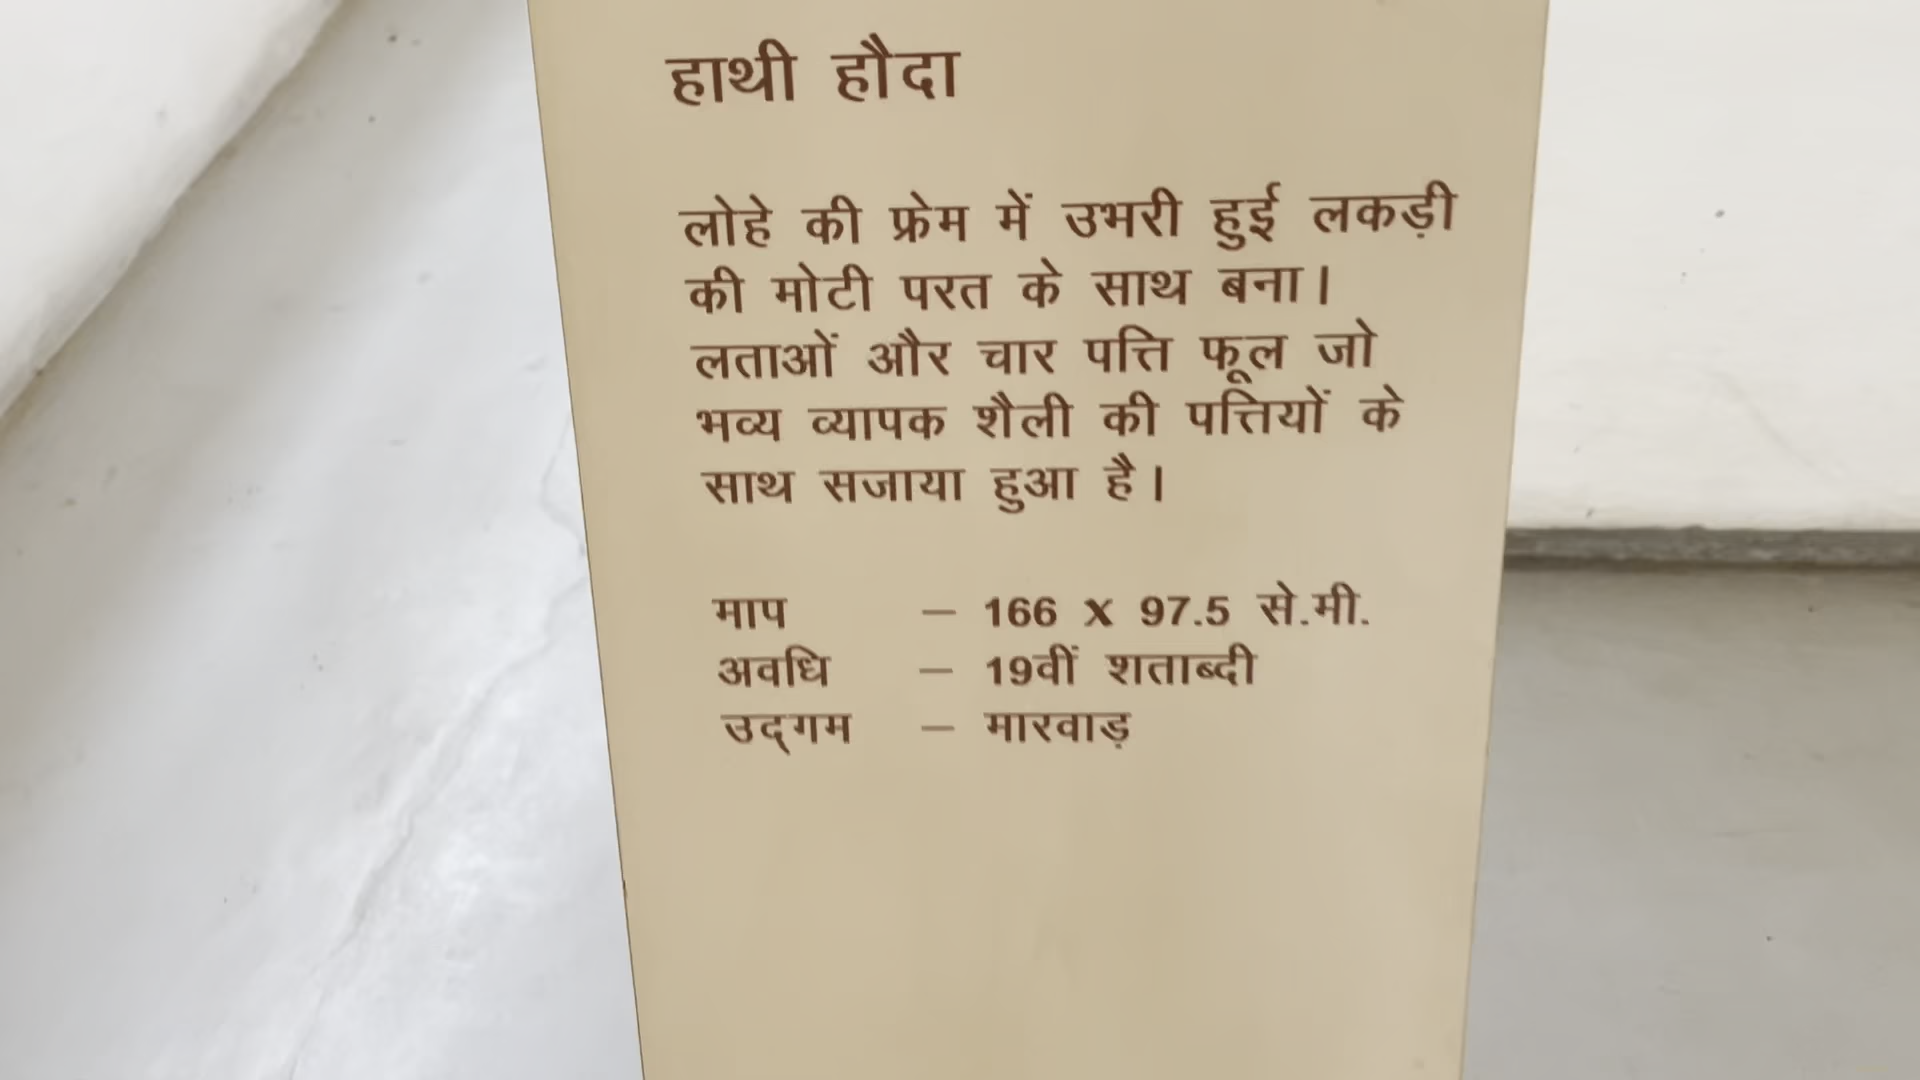 हाथी हौदा
लोहे की फ्रेम में उभरी हुई लकड़ी
की मोटी परत के साथ बना।
लताओं और चार पत्ति फूल जो
भव्य व्यापक शैली की पत्तियों के
साथ सजाया हुआ है।
माप – 166 x 97.5 से.मी.
अवधि – 19वीं शताब्दी
उद्‌गम – मारवाड़